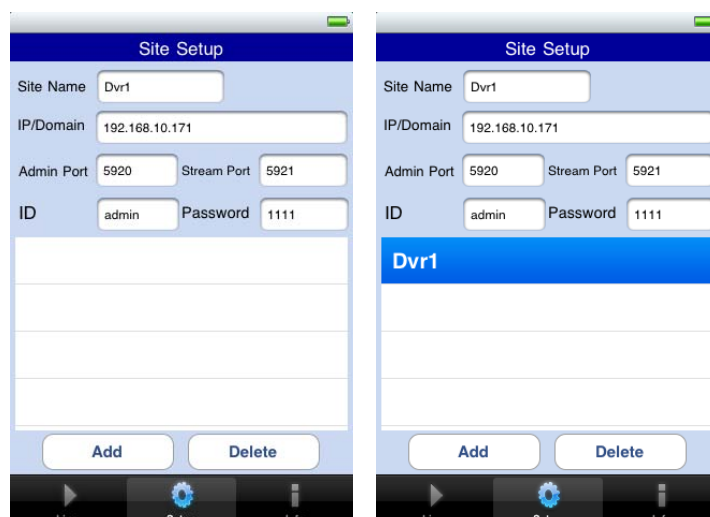 Site Setup
Site Name Dvr1
IP/Domain 192.168.10.171
Admin Port 5920 Stream Port 5921
ID admin Password 1111
Add Delete
Site Setup
Site Name Dvr1
IP/Domain 192.168.10.171
Admin Port 5920 Stream Port 5921
ID admin Password 1111
Dvr1
Add Delete